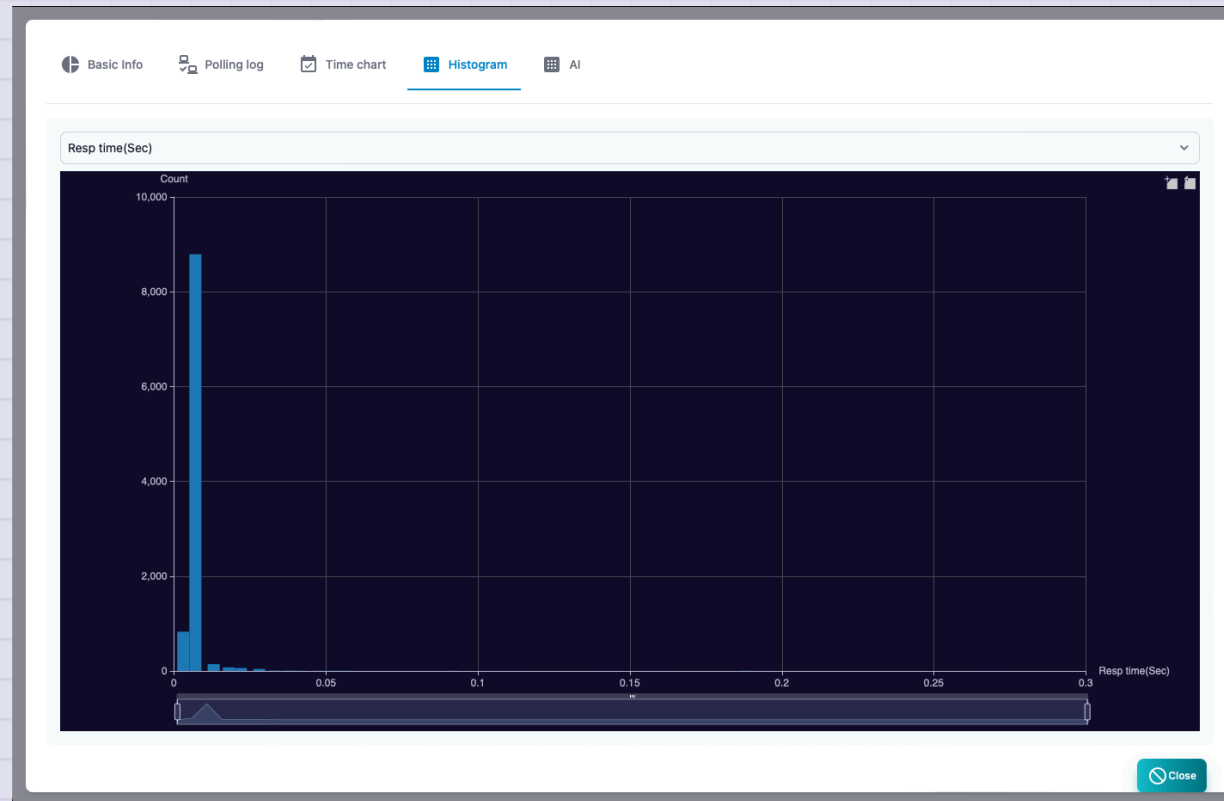 Basic Info Polling log Time chart Histogram AI
Resp time(Sec)
Count
10,000
8,000
6,000
4,000
2,000
0
0 0.05 0.1 0.15 0.2 0.25 0.3
Resp time(Sec)
Close